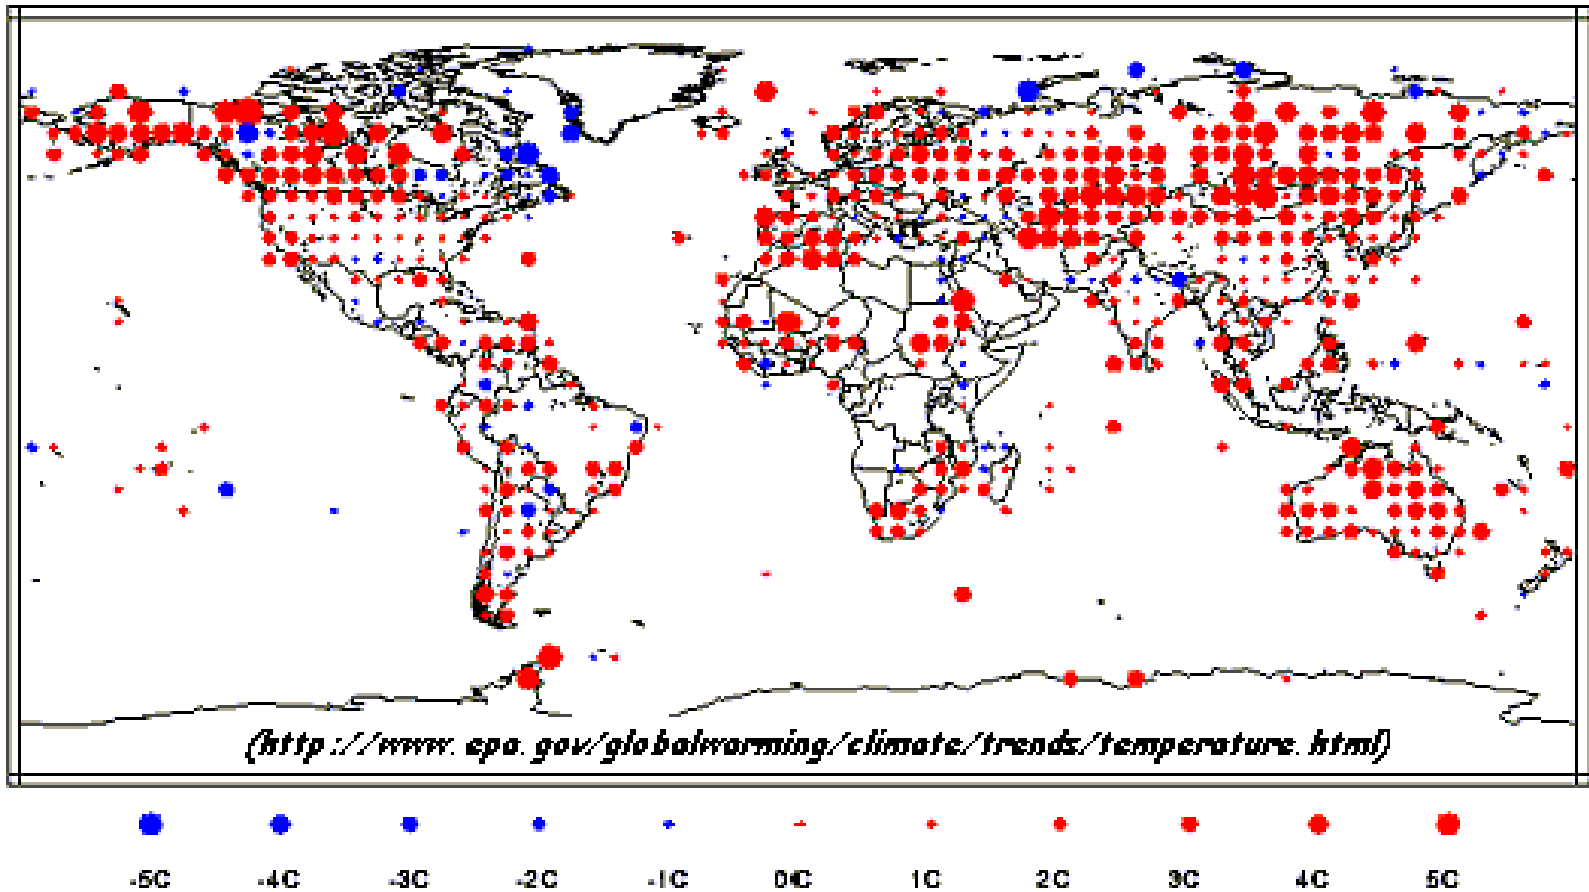 (http://www.epa.gov/globalwarming/climate/trends/temperature.html)
-5C -4C -3C -2C -1C 0C 1C 2C 3C 4C 5C